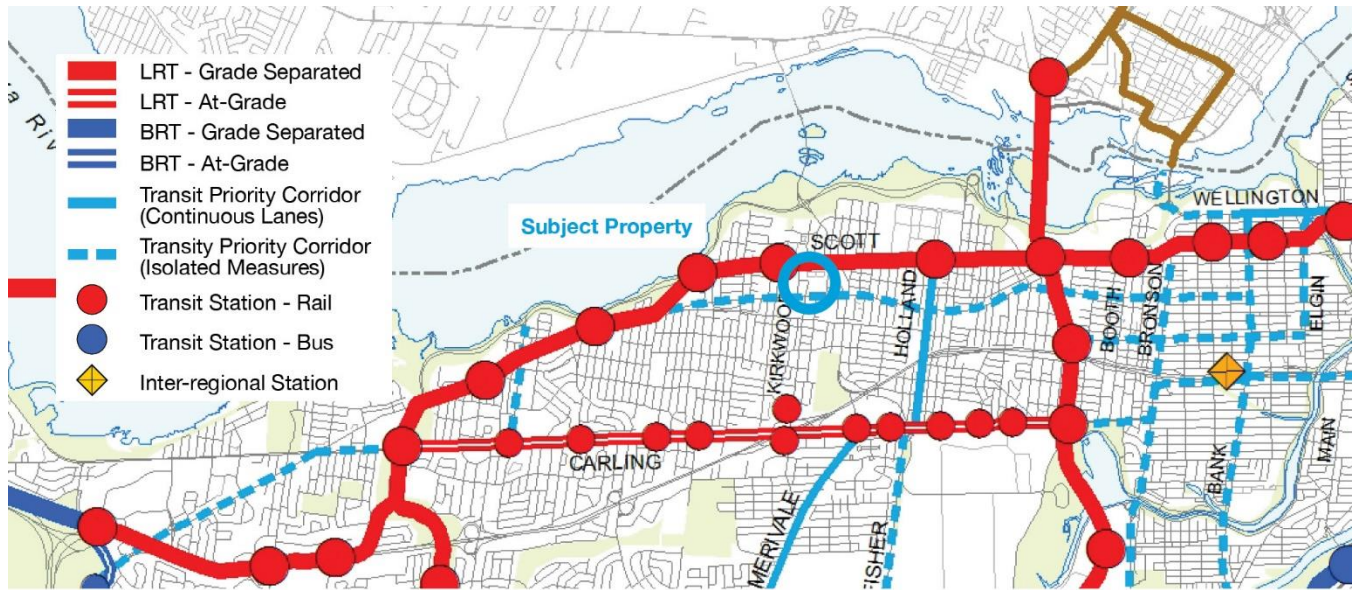 LRT - Grade Separated
LRT - At-Grade
BRT - Grade Separated
BRT - At-Grade
Transit Priority Corridor
(Continuous Lanes)
Transity Priority Corridor
(Isolated Measures)
Transit Station - Rail
Transit Station - Bus
Inter-regional Station
Subject Property
SCOTT
WELLINGTON
KIRKWOOD
HOLLAND
BOOTH
BRONSON
ELGIN
CARLING
MERIVALE
FISHER
BANK
MAIN